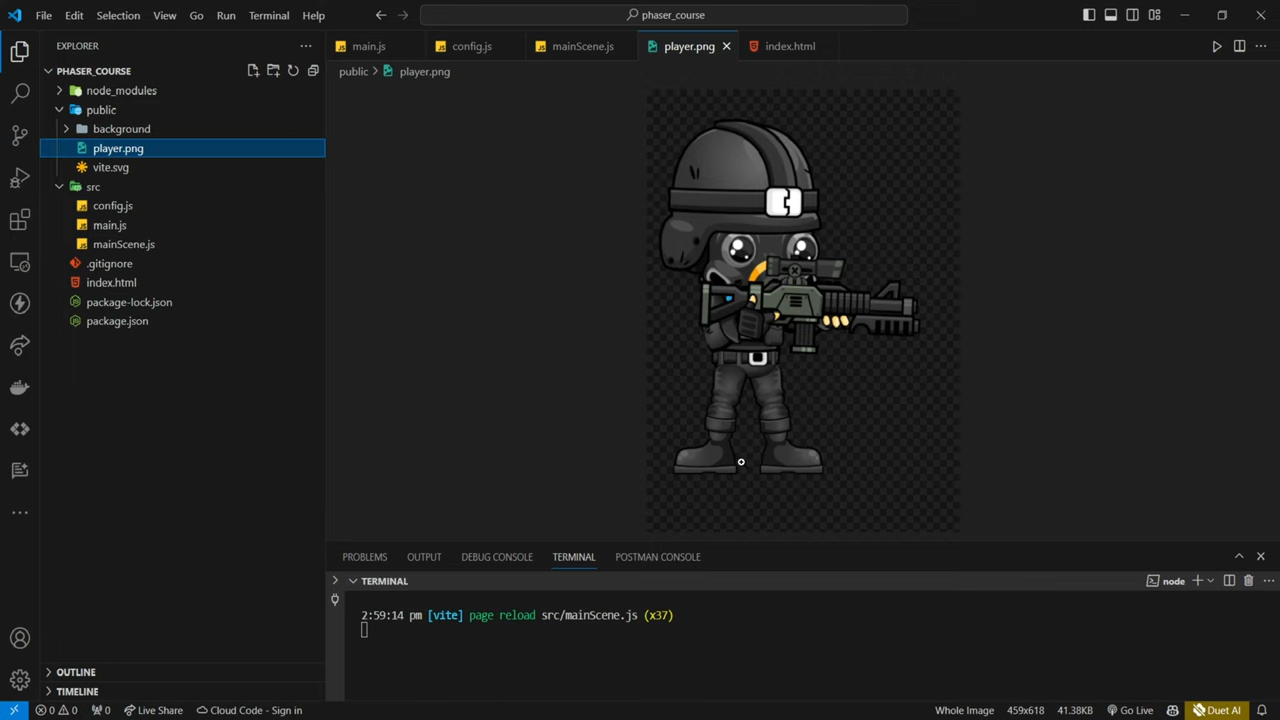 File Edit Selection View Go Run Terminal Help
phaser_course
EXPLORER
main.js
config.js
mainScene.js
player.png
index.html
PHASER_COURSE
public > player.png
node_modules
public
background
player.png
vite.svg
src
config.js
main.js
mainScene.js
.gitignore
index.html
package-lock.json
package.json
PROBLEMS OUTPUT DEBUG CONSOLE TERMINAL POSTMAN CONSOLE
TERMINAL
node
2:59:14 pm [vite] page reload src/mainScene.js (x37)
OUTLINE
TIMELINE
0 0 0 Live Share Cloud Code - Sign in Whole Image 459x618 41.38KB Go Live Duet AI